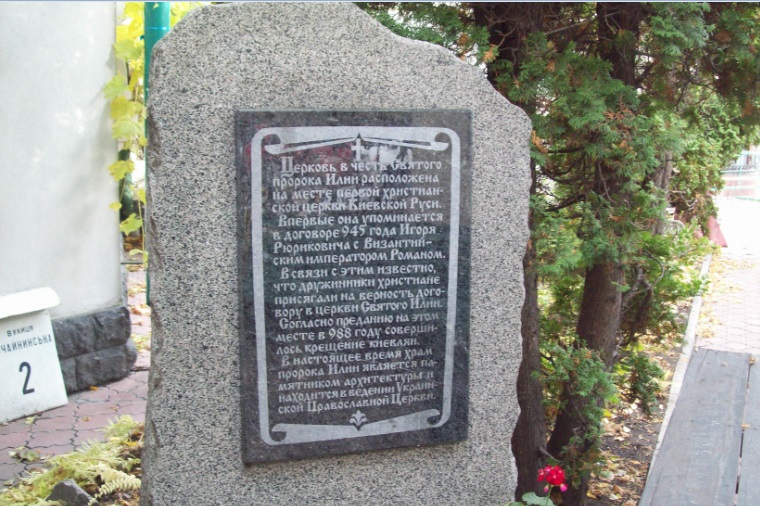 Церковь в честь Святого
пророка Илии расположена
на месте первой христиан-
ской церкви Киевской Руси.
Впервые она упоминается
в договоре 945 года Игоря
Рюриковича с Византий-
ским императором Романом.
В связи с этим известно,
что дружинники христиане
присягали на верность дого-
вору в церкви Святого Илии.
Согласно преданию на этом
месте в 988 году соверши-
лось крещение киевлян.
В настоящее время храм
пророка Илии является па-
мятником архитектуры и
находится в ведении Украин-
ской Православной Церкви.
ВУЛИЦЯ
ЧАЙНИНСЬКА
2